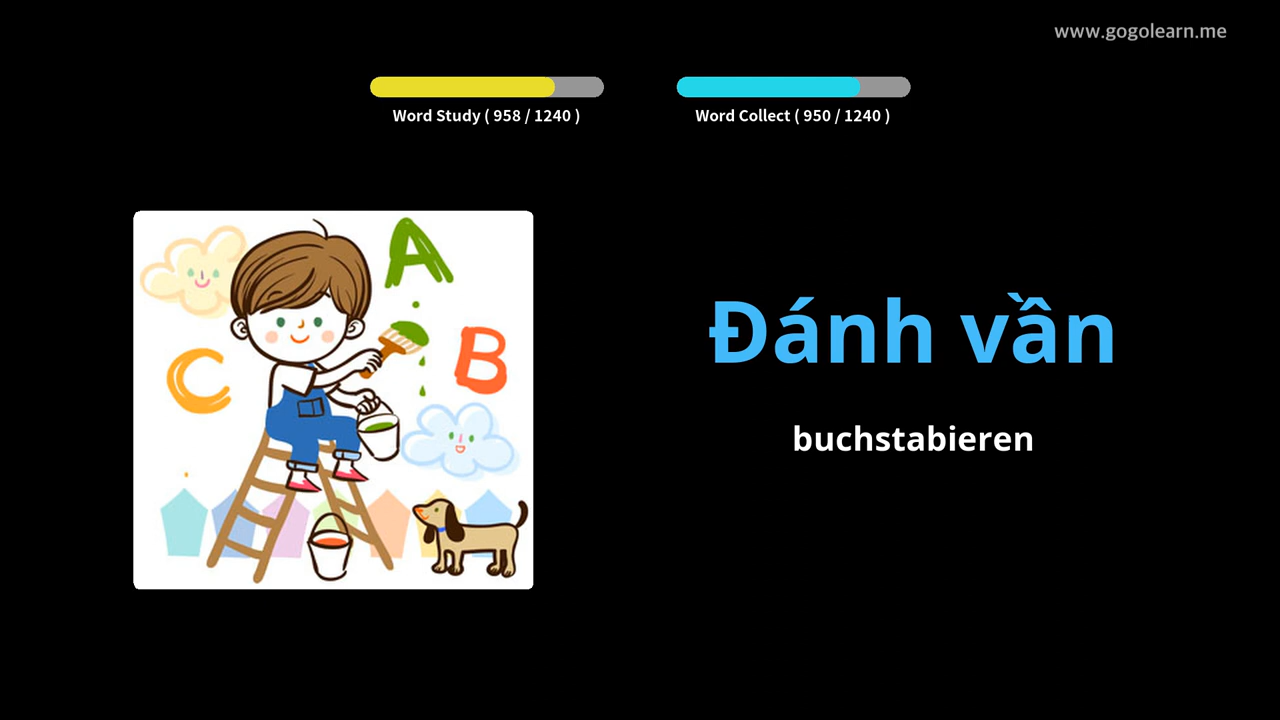 www.gogolearn.me
Word Study ( 958 / 1240 )
Word Collect ( 950 / 1240 )
A
B
C
Đánh vần
buchstabieren